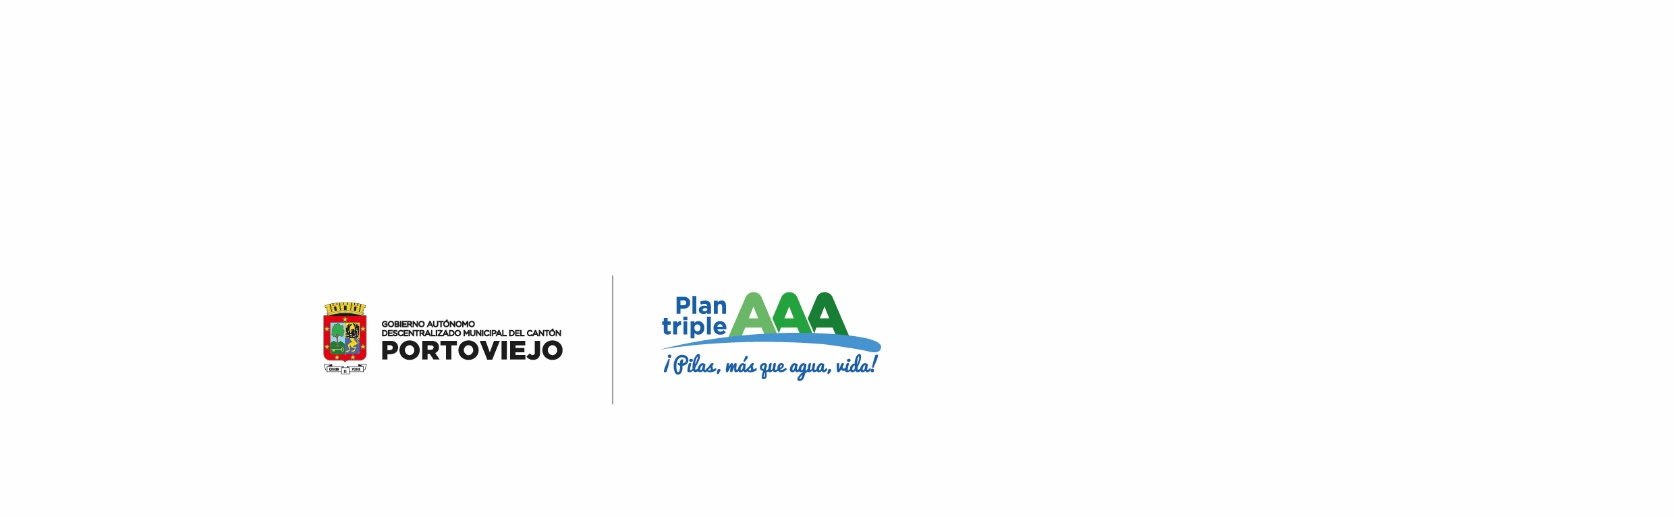 GOBIERNO AUTÓNOMO
DESCENTRALIZADO MUNICIPAL DEL CANTÓN
PORTOVIEJO
Plan
triple
AAA
¡Pilas, más que agua, vida!